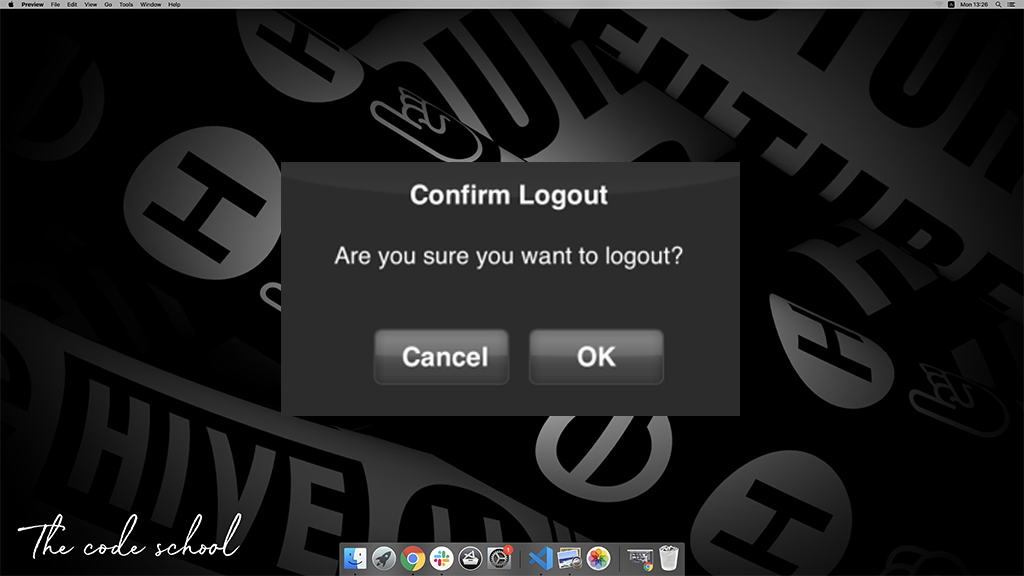 Preview File Edit View Go Tools Window Help
A Mon 13:26
H
H
Confirm Logout
Are you sure you want to logout?
Cancel OK
H
HIVE
H
The code school
1